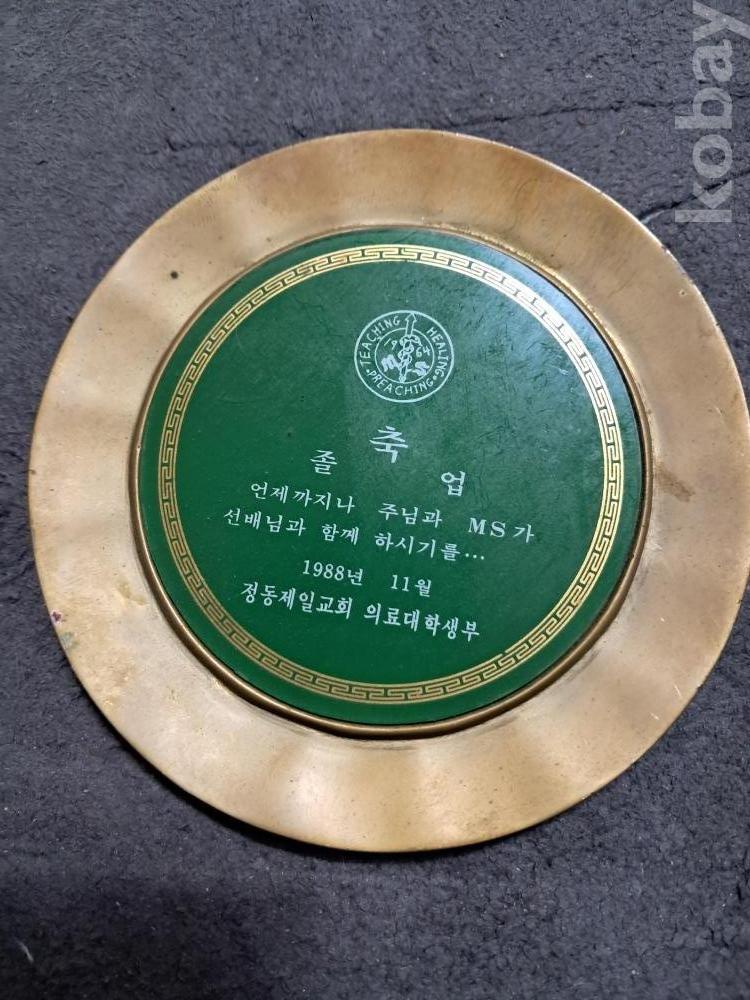 kobay
TEACHING HEALING
PREACHING
1964
MS
축
졸 업
언제까지나 주님과 MS가
선배님과 함께 하시기를...
1988년 11월
정동제일교회 의료대학생부